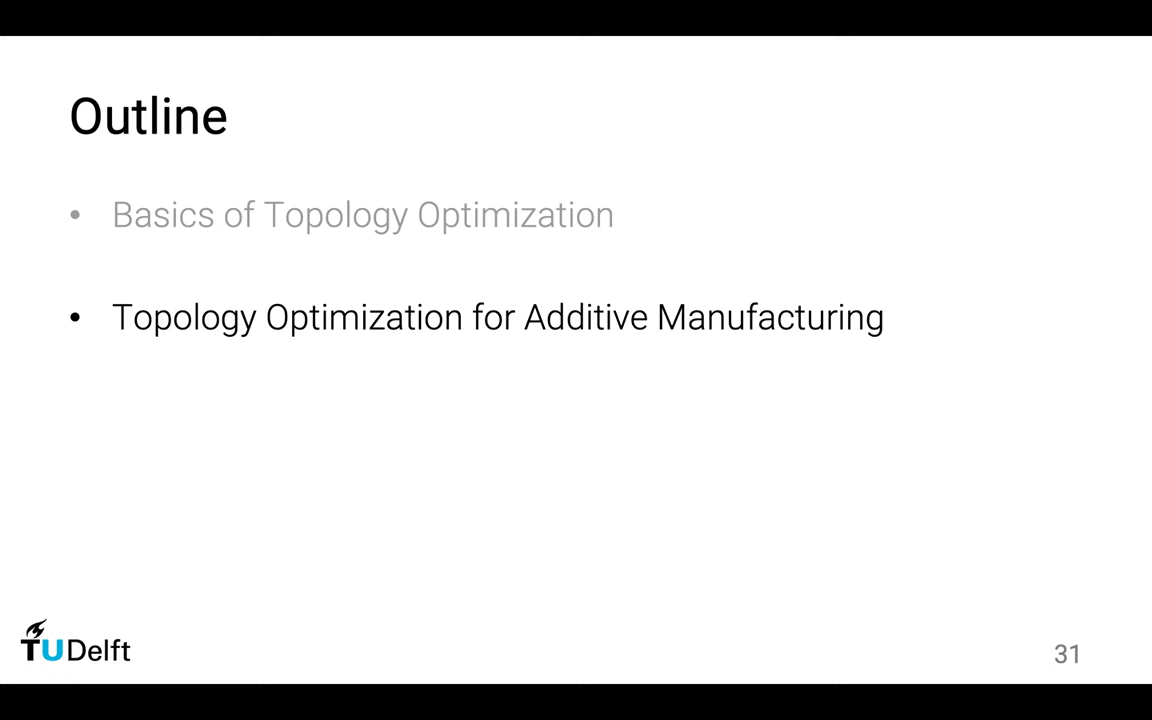 Outline
• Basics of Topology Optimization
• Topology Optimization for Additive Manufacturing
TUDelft
31